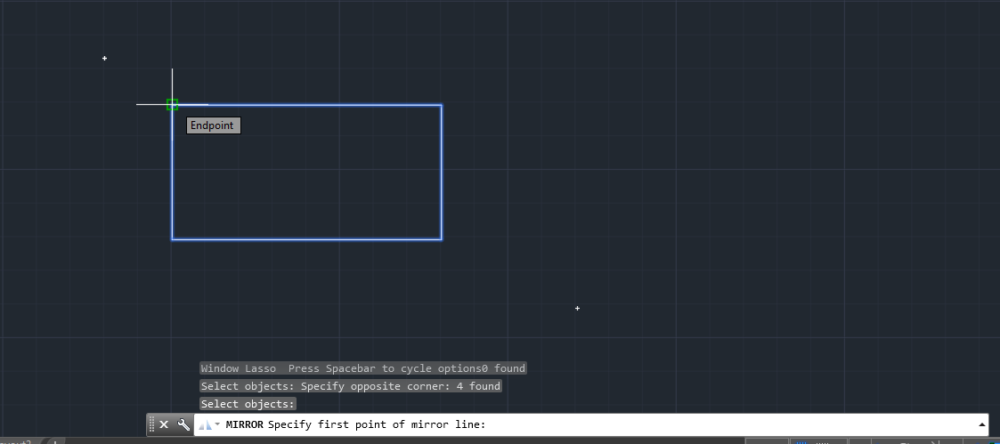 Endpoint
Window Lasso  Press Spacebar to cycle options0 found
Select objects: Specify opposite corner: 4 found
Select objects:
MIRROR Specify first point of mirror line: